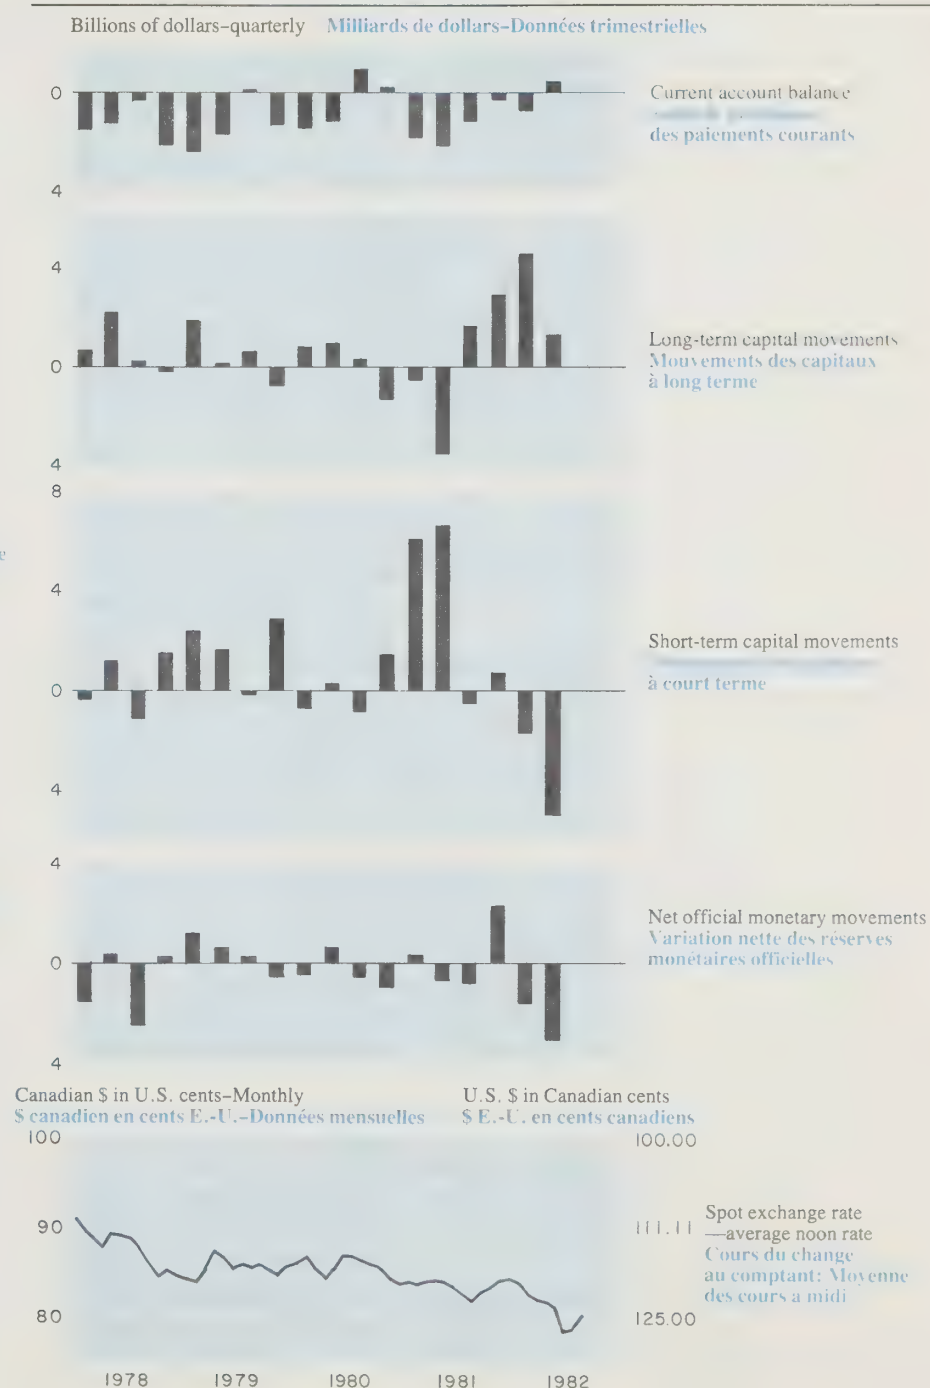 Billions of dollars–quarterly Milliards de dollars–Données trimestrielles
0
4
Current account balance
des paiements courants
4
0
4
Long-term capital movements
Mouvements des capitaux
à long terme
8
4
0
4
Short-term capital movements
à court terme
e
4
0
4
Net official monetary movements
Variation nette des réserves
monétaires officielles
Canadian $ in U.S. cents–Monthly
$ canadien en cents E.-U.–Données mensuelles
U.S. $ in Canadian cents
$ E.-U. en cents canadiens
100
90
80
100.00
111.11
125.00
Spot exchange rate
—average noon rate
Cours du change
au comptant: Moyenne
des cours a midi
1978 1979 1980 1981 1982